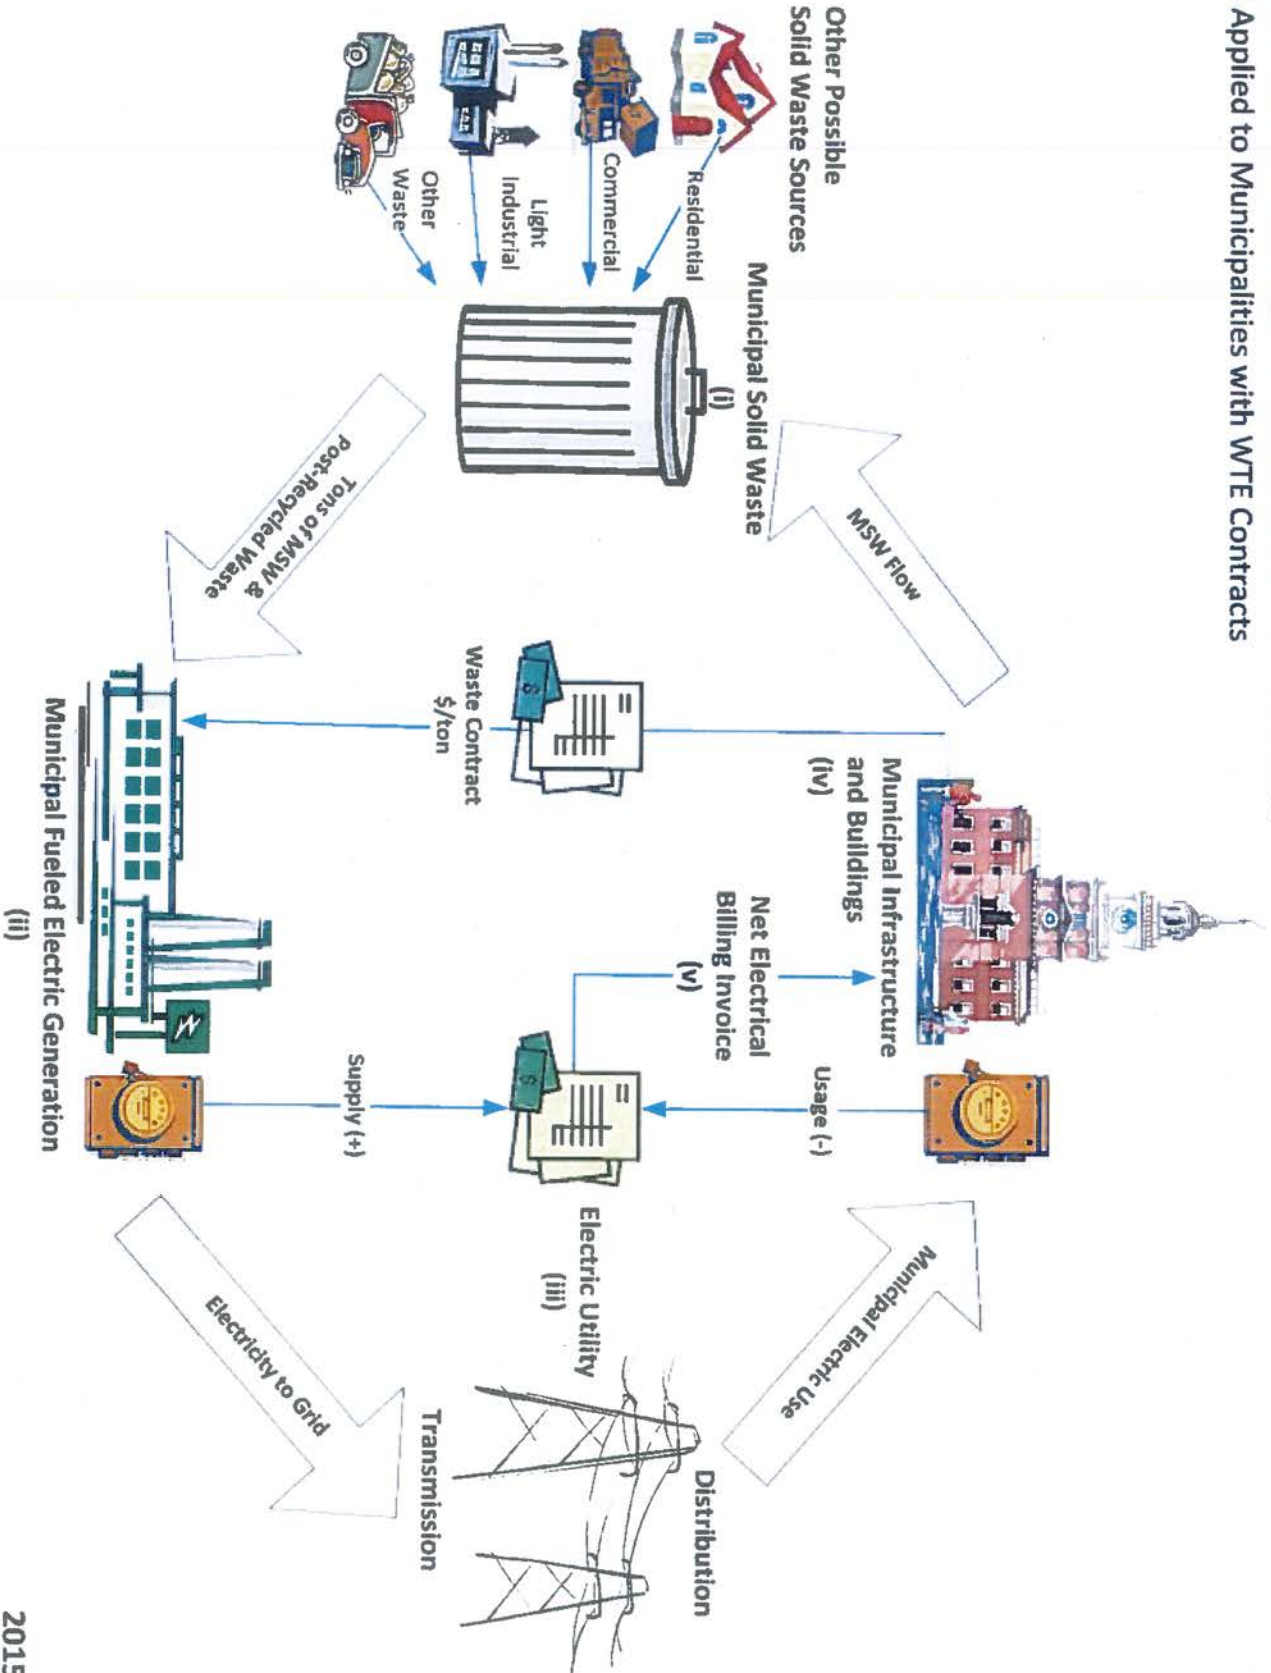 Applied to Municipalities with WTE Contracts
Other Possible
Solid Waste Sources
Residential
Commercial
Light
Industrial
Other
Waste
Municipal Solid Waste
(i)
MSW Flow
Tons of MSW &
Post-Recycled Waste
Municipal Infrastructure
and Buildings
(iv)
Waste Contract
$/ton
$
Net Electrical
Billing Invoice
(v)
Usage (-)
$
Supply (+)
Electric Utility
(iii)
Municipal Electric Use
Distribution
Transmission
Electricity to Grid
Municipal Fueled Electric Generation
(ii)
2015